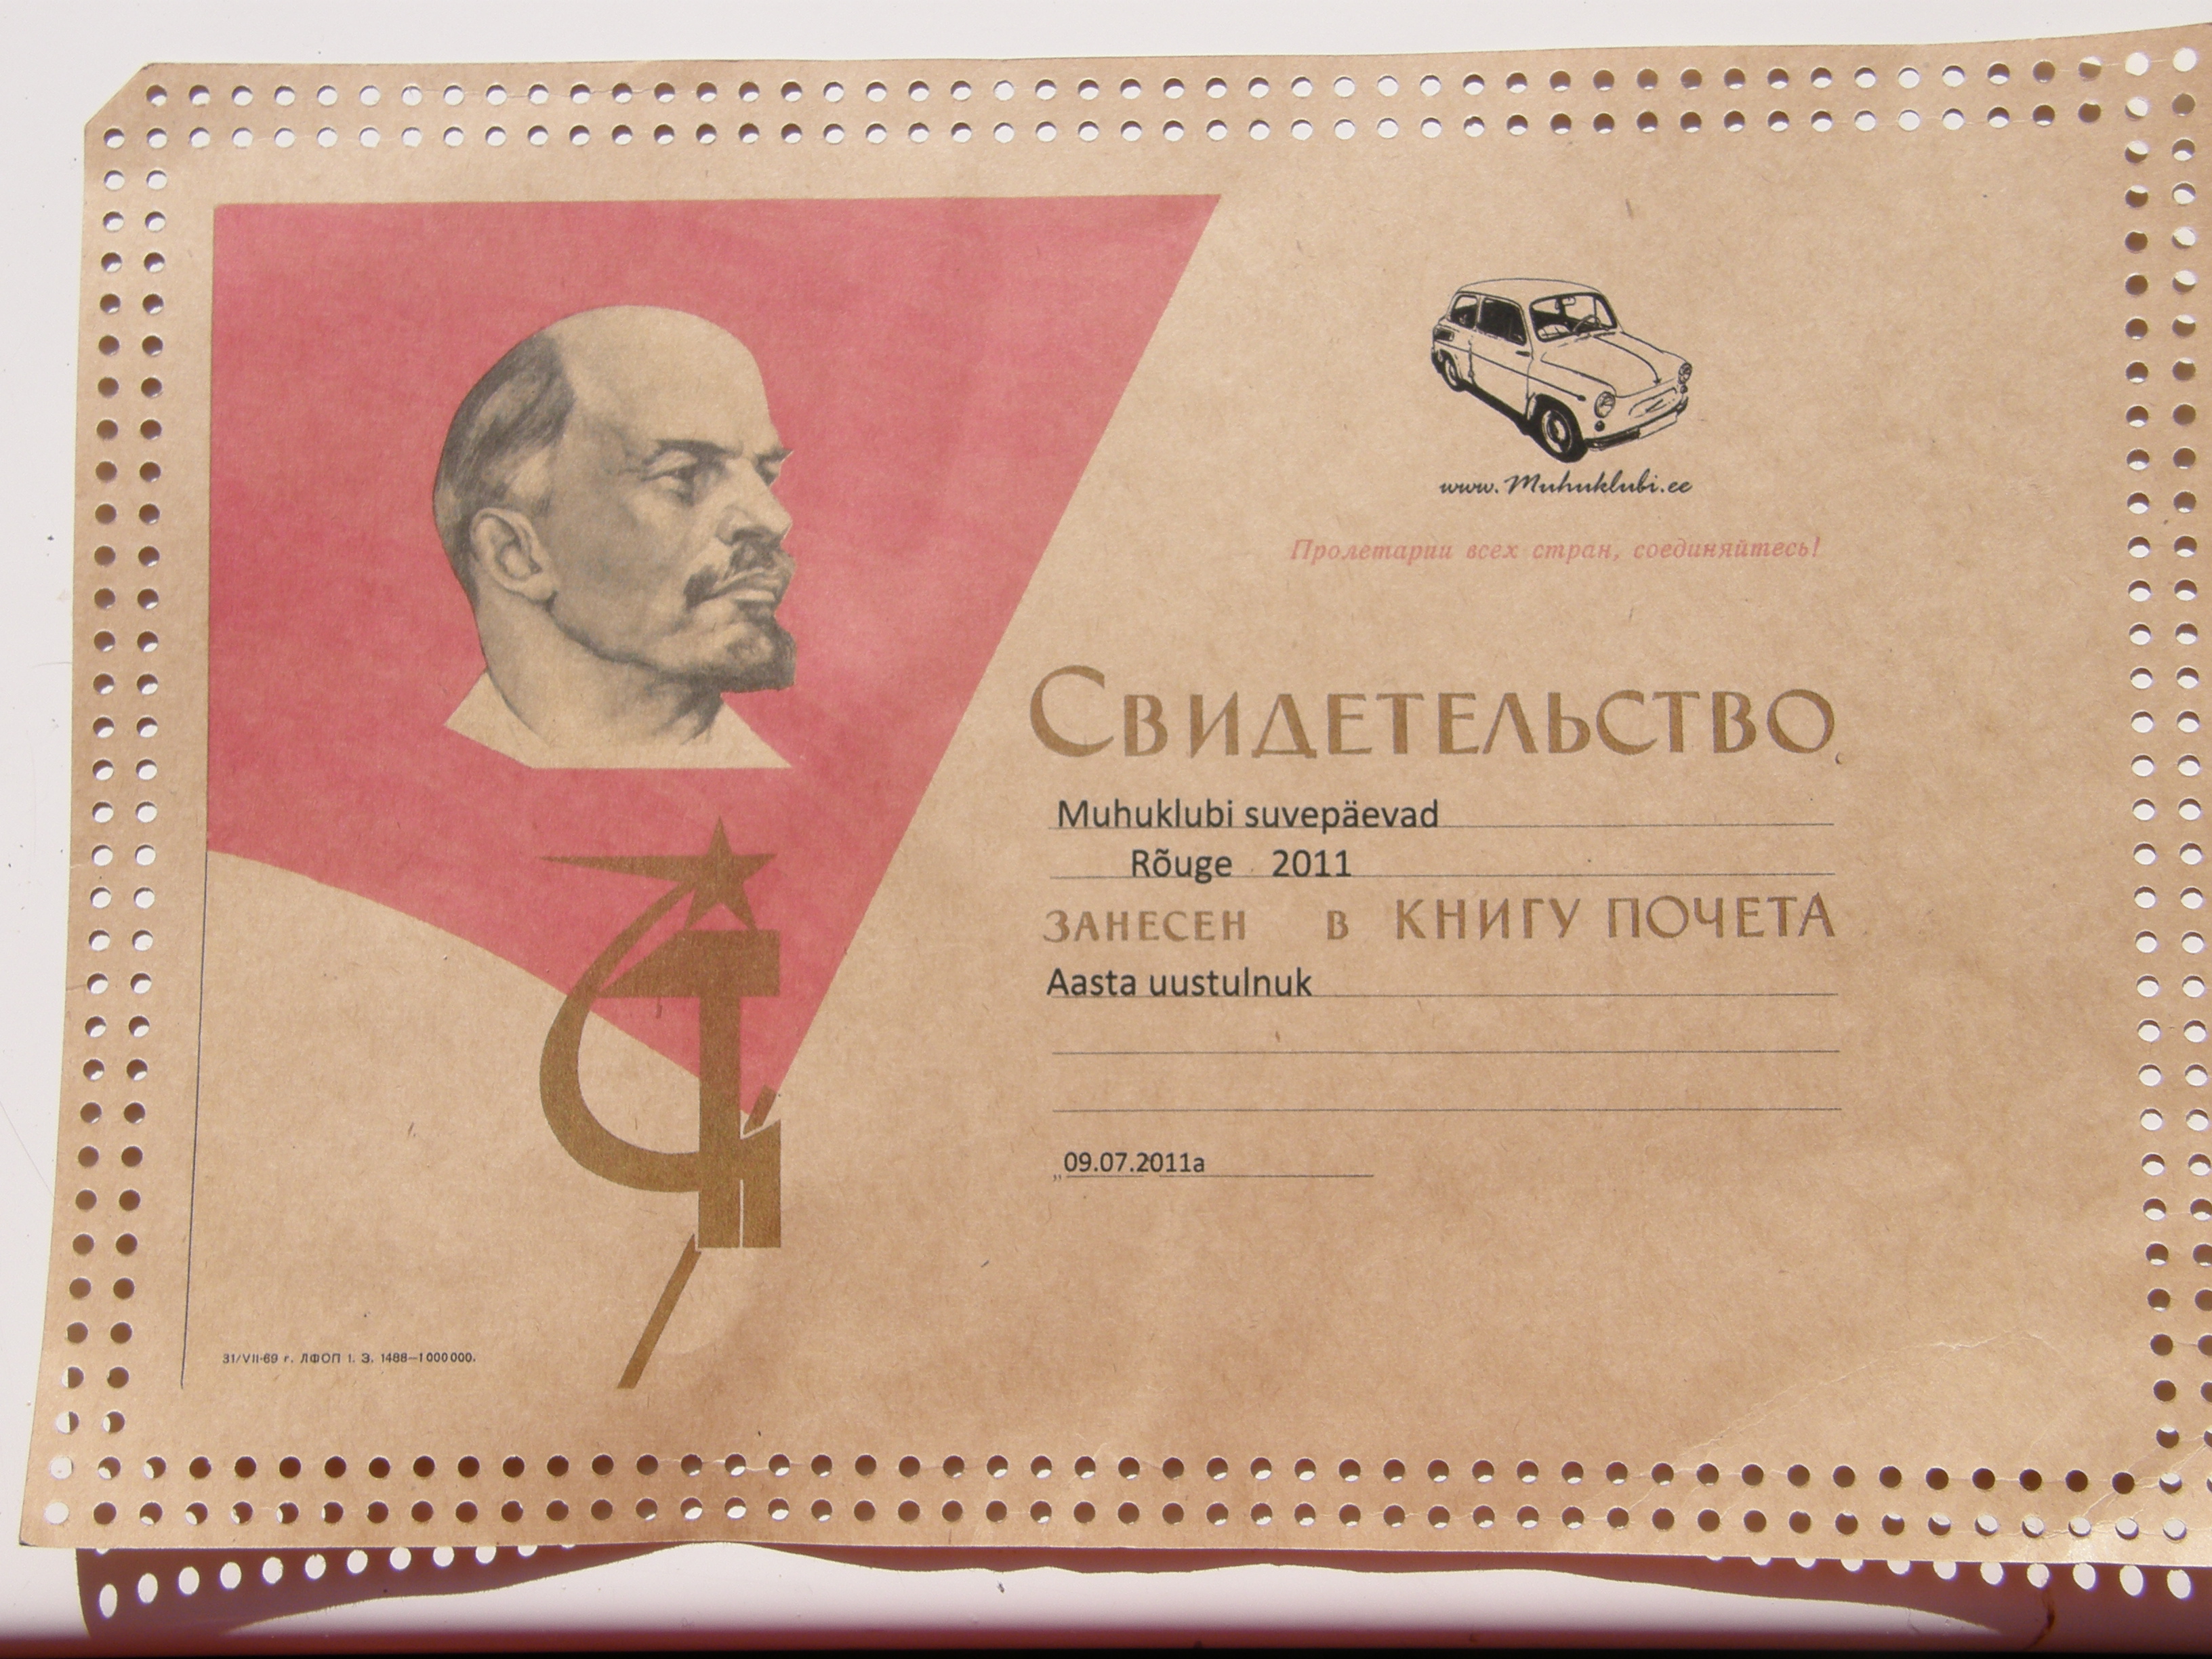 www.Muhuklubi.ee
Пролетарии всех стран, соединяйтесь!
Свидетельство
Muhuklubi suvepäevad
Rõuge 2011
ЗАНЕСЕН В КНИГУ ПОЧЕТА
Aasta uustulnuk
„09.07.2011a
31/VII-69 г. ЛФОП 1. З. 1488—1000000.